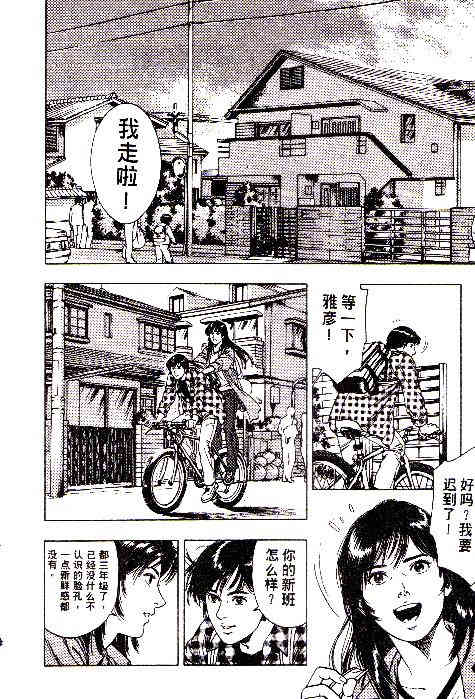 我走啦！
等一下，
雅彦！
好吗？我要
迟到了！
你的新班
怎么样？
都三年级了，
己经没什么不
认识的脸孔，
一点新鲜感都
没有。